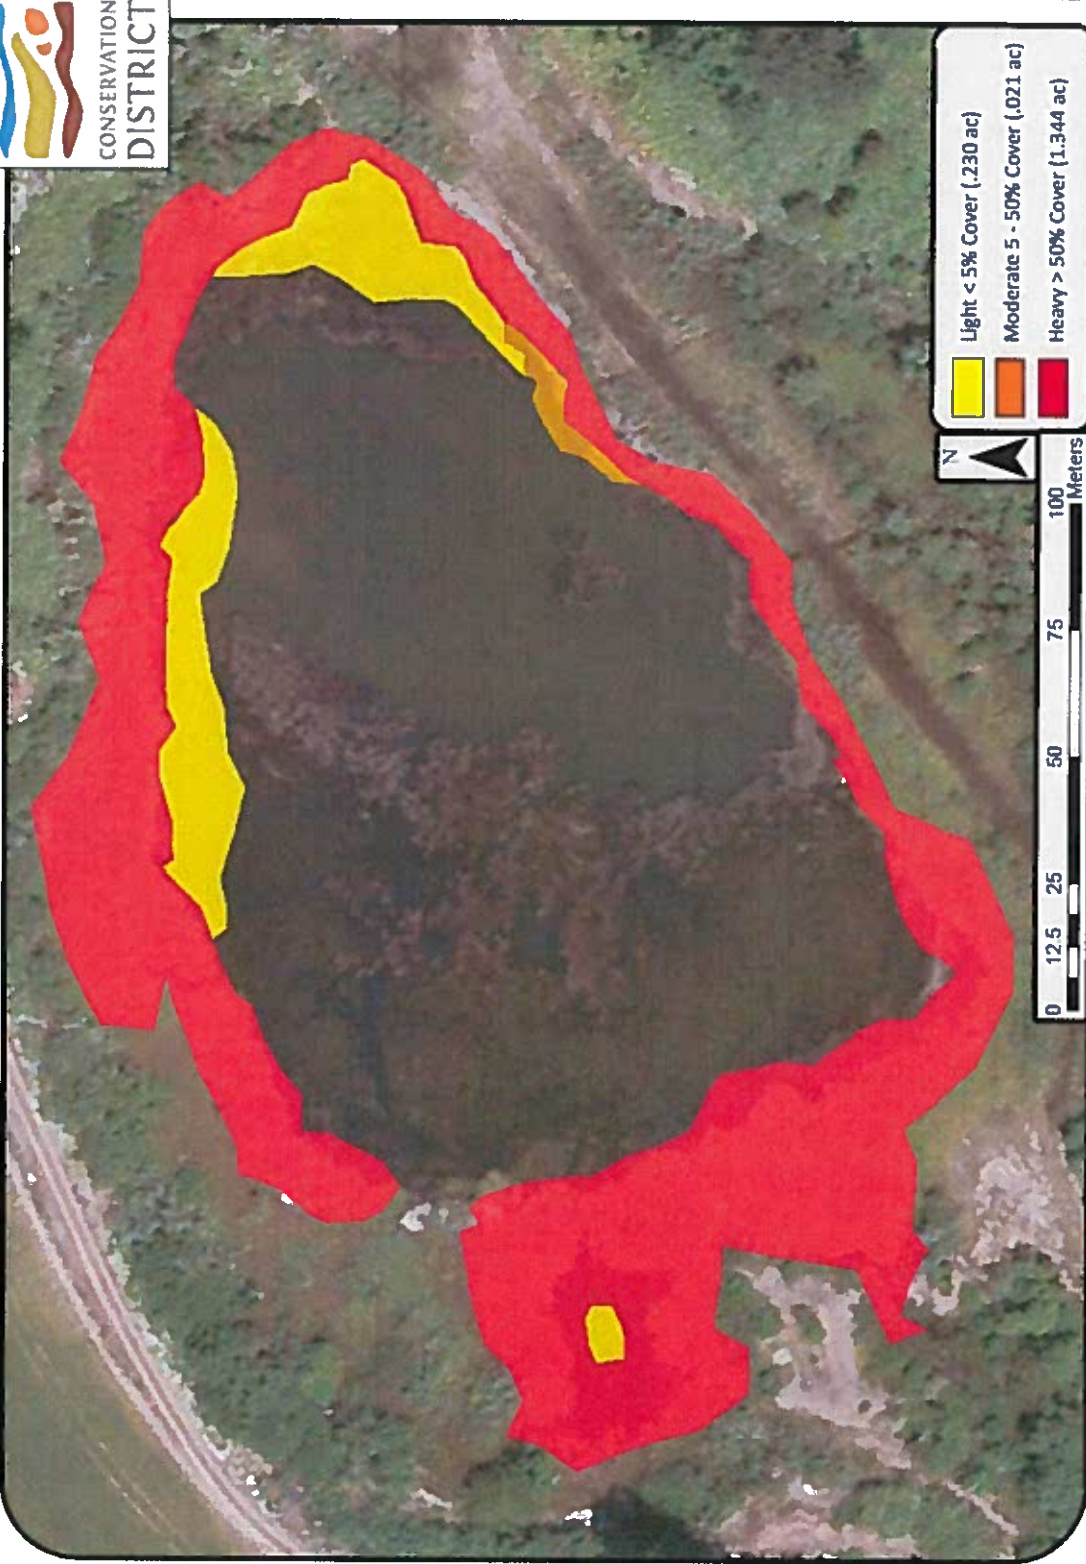 CONSERVATION
DISTRICT
Light < 5% Cover (.230 ac)
Moderate 5 - 50% Cover (.021 ac)
Heavy > 50% Cover (1.344 ac)
N
0 12.5 25 50 75 100
Meters